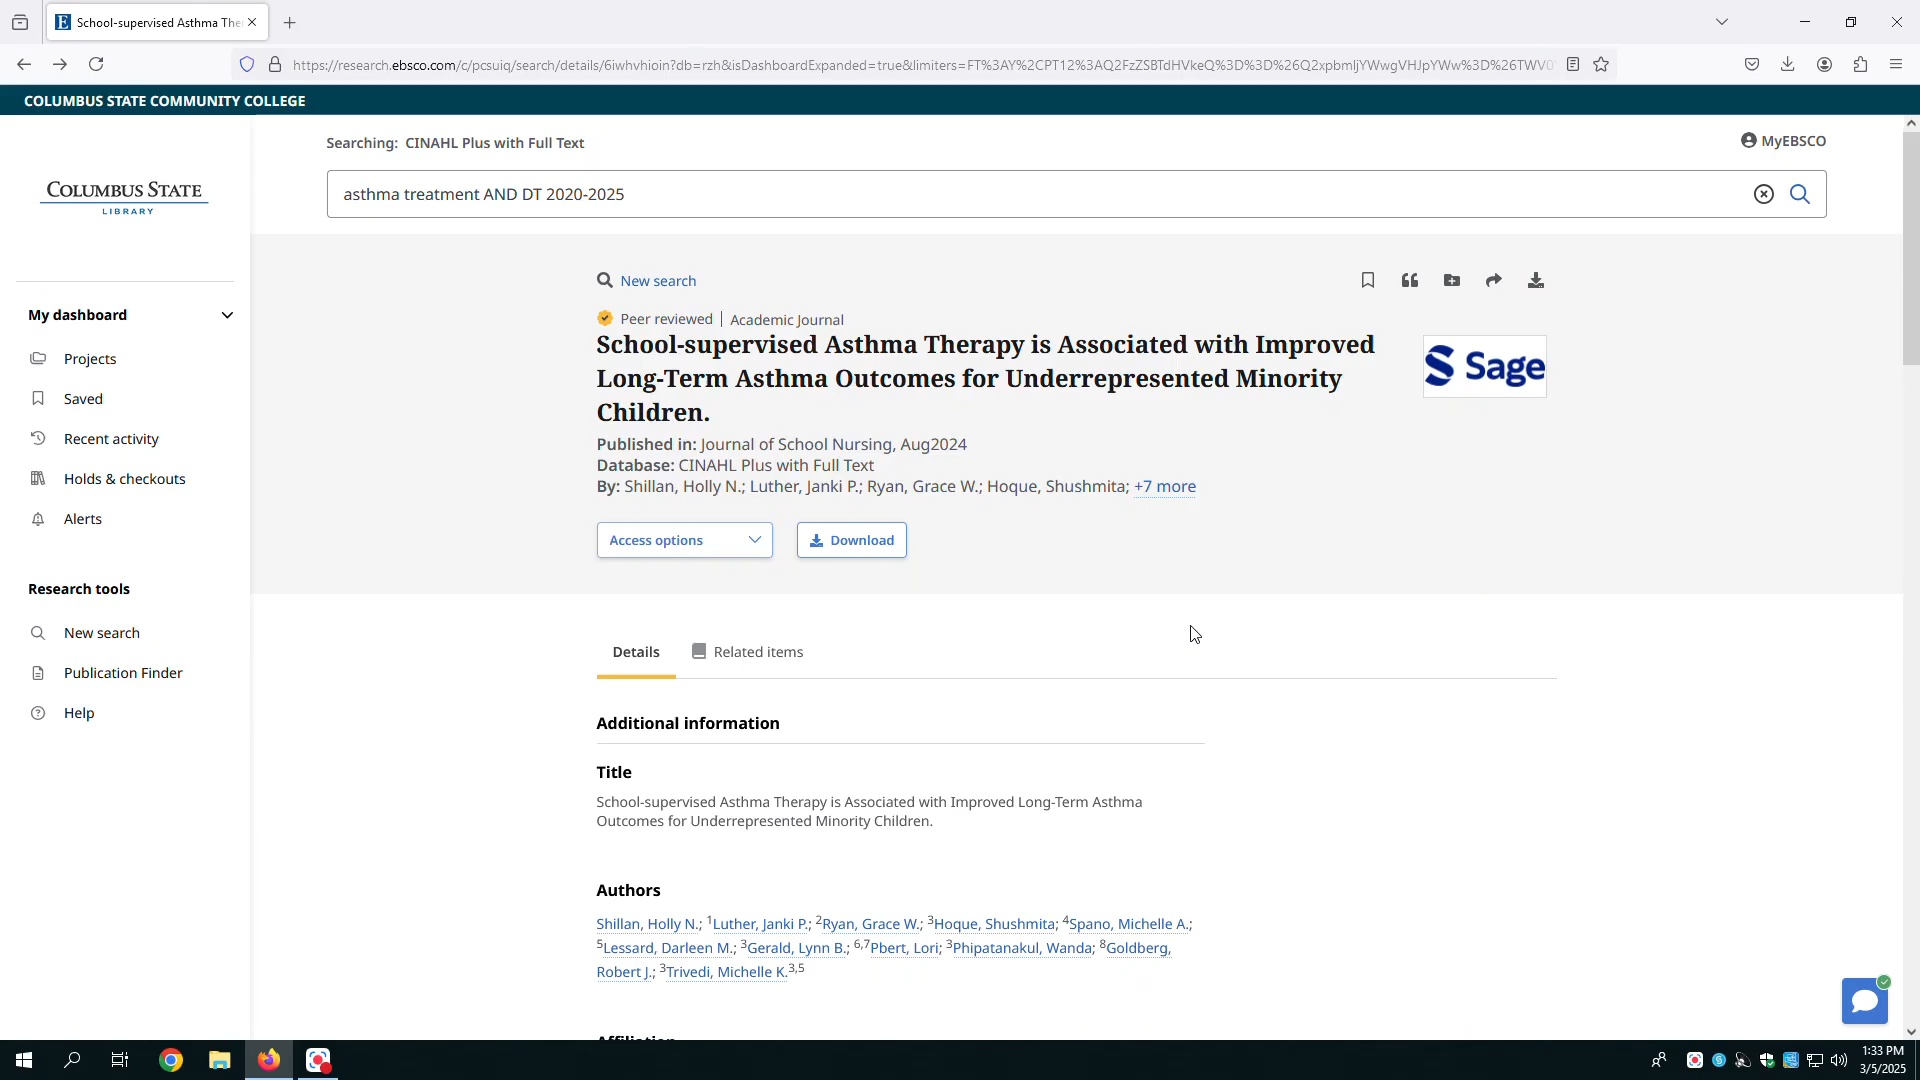 School-supervised Asthma The
https://research.ebsco.com/c/pcsuiq/search/details/6iwhvhioin?db=rzh&isDashboardExpanded=true&limiters=FT%3AY%2CPT12%3AQ2FzZSBTdHVkeQ%3D%3D%26Q2xpbmljYWwgVHJpYWw%3D%26TWV0
COLUMBUS STATE COMMUNITY COLLEGE
COLUMBUS STATE
LIBRARY
My dashboard
Projects
Saved
Recent activity
Holds & checkouts
Alerts
Research tools
New search
Publication Finder
Help
Searching: CINAHL Plus with Full Text
MyEBSCO
asthma treatment AND DT 2020-2025
New search
Peer reviewed | Academic Journal
School-supervised Asthma Therapy is Associated with Improved
Long-Term Asthma Outcomes for Underrepresented Minority
Children.
Sage
Published in: Journal of School Nursing, Aug2024
Database: CINAHL Plus with Full Text
By: Shillan, Holly N.; Luther, Janki P.; Ryan, Grace W.; Hoque, Shushmita; +7 more
Access options
Download
Details
Related items
Additional information
Title
School-supervised Asthma Therapy is Associated with Improved Long-Term Asthma
Outcomes for Underrepresented Minority Children.
Authors
Shillan, Holly N.; 1Luther, Janki P.; 2Ryan, Grace W.; 3Hoque, Shushmita; 4Spano, Michelle A.;
5Lessard, Darleen M.; 3Gerald, Lynn B.; 6,7Pbert, Lori; 3Phipatanakul, Wanda; 8Goldberg,
Robert J.; 3Trivedi, Michelle K.3,5
Affiliation
1:33 PM
3/5/2025